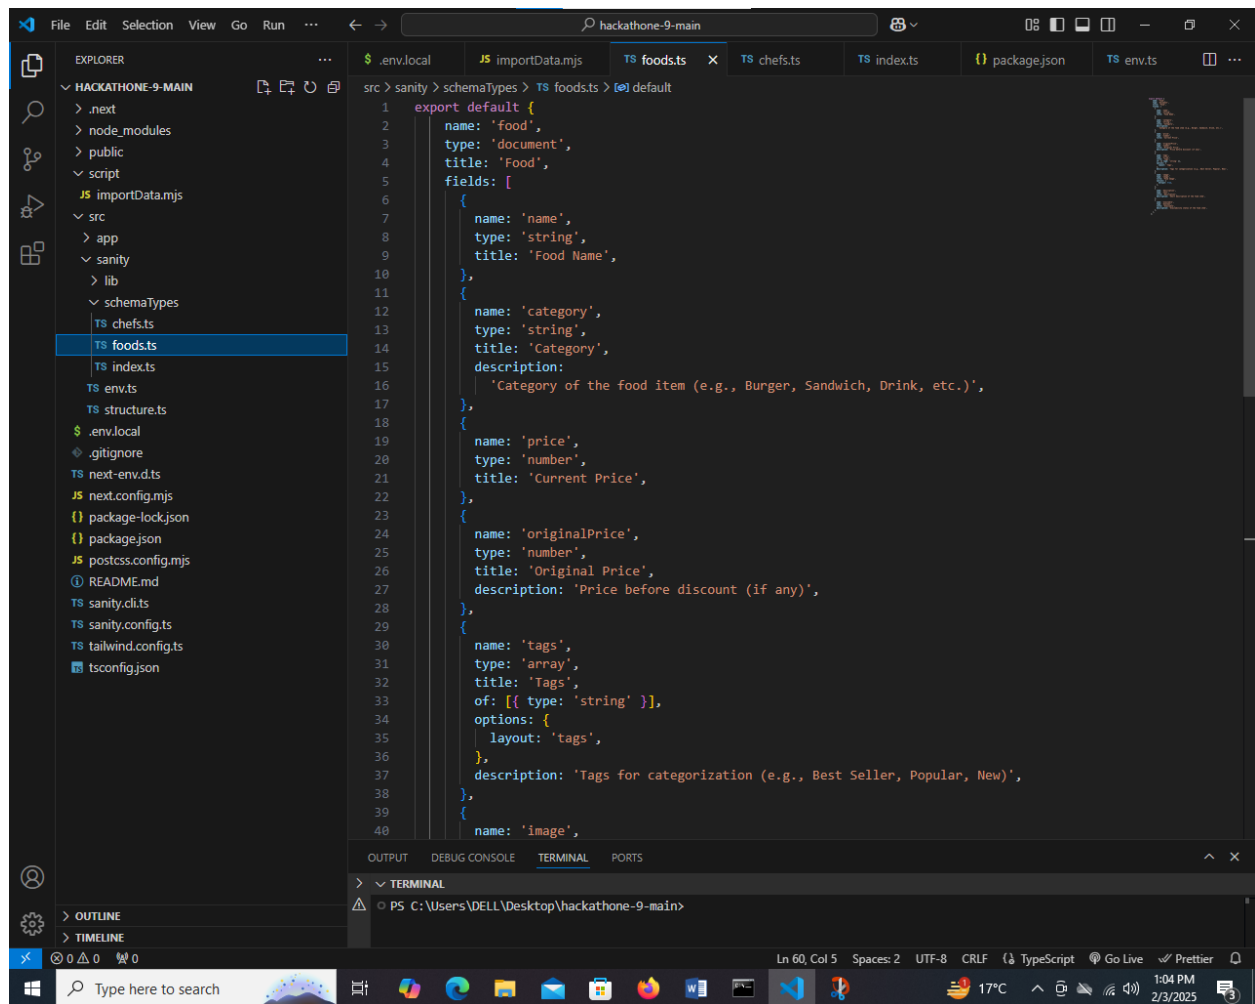 File Edit Selection View Go Run ··· hackathone-9-main
EXPLORER ···
HACKATHONE-9-MAIN
.next
node_modules
public
script
JS importData.mjs
src
app
sanity
lib
schemaTypes
TS chefs.ts
TS foods.ts
TS index.ts
TS env.ts
TS structure.ts
$ .env.local
.gitignore
TS next-env.d.ts
JS next.config.mjs
{} package-lock.json
{} package.json
JS postcss.config.mjs
README.md
TS sanity.cli.ts
TS sanity.config.ts
TS tailwind.config.ts
TS tsconfig.json
OUTLINE
TIMELINE
$ .env.local JS importData.mjs TS foods.ts TS chefs.ts TS index.ts {} package.json TS env.ts ···
src > sanity > schemaTypes > TS foods.ts > default
1 export default {
2 name: 'food',
3 type: 'document',
4 title: 'Food',
5 fields: [
6 {
7 name: 'name',
8 type: 'string',
9 title: 'Food Name',
10 },
11 {
12 name: 'category',
13 type: 'string',
14 title: 'Category',
15 description:
16 'Category of the food item (e.g., Burger, Sandwich, Drink, etc.)',
17 },
18 {
19 name: 'price',
20 type: 'number',
21 title: 'Current Price',
22 },
23 {
24 name: 'originalPrice',
25 type: 'number',
26 title: 'Original Price',
27 description: 'Price before discount (if any)',
28 },
29 {
30 name: 'tags',
31 type: 'array',
32 title: 'Tags',
33 of: [{ type: 'string' }],
34 options: {
35 layout: 'tags',
36 },
37 description: 'Tags for categorization (e.g., Best Seller, Popular, New)',
38 },
39 {
40 name: 'image',
OUTPUT DEBUG CONSOLE TERMINAL PORTS
TERMINAL
PS C:\Users\DELL\Desktop\hackathone-9-main>
0 0 0 Ln 60, Col 5 Spaces: 2 UTF-8 CRLF {} TypeScript Go Live Prettier
Type here to search 17°C 1:04 PM
2/3/2025 3